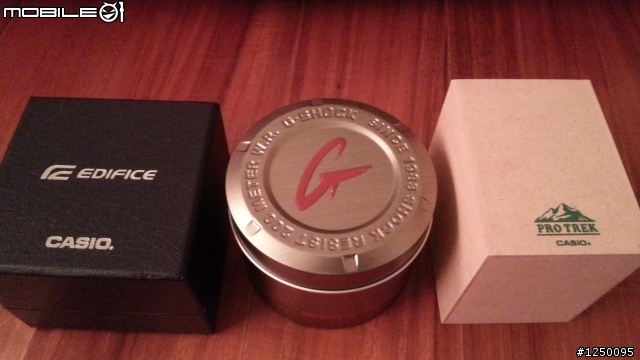 MOBILE01
EDIFICE
CASIO.
G-SHOCK SINCE 1983 SHOCK RESIST 200 METER W.R.
G
PRO TREK
CASIO.
#1250095